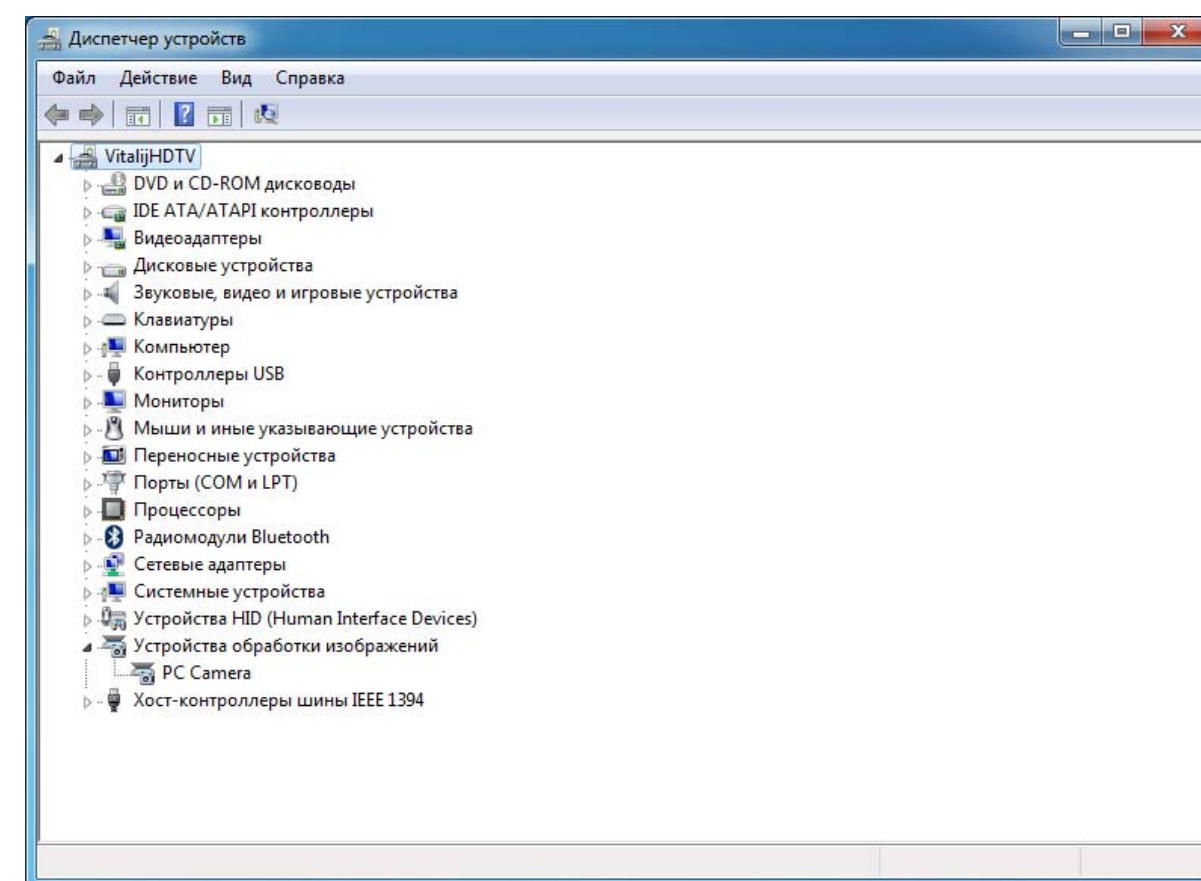 Диспетчер устройств
Файл Действие Вид Справка
VitalijHDTV
DVD и CD-ROM дисководы
IDE ATA/ATAPI контроллеры
Видеоадаптеры
Дисковые устройства
Звуковые, видео и игровые устройства
Клавиатуры
Компьютер
Контроллеры USB
Мониторы
Мыши и иные указывающие устройства
Переносные устройства
Порты (COM и LPT)
Процессоры
Радиомодули Bluetooth
Сетевые адаптеры
Системные устройства
Устройства HID (Human Interface Devices)
Устройства обработки изображений
PC Camera
Хост-контроллеры шины IEEE 1394